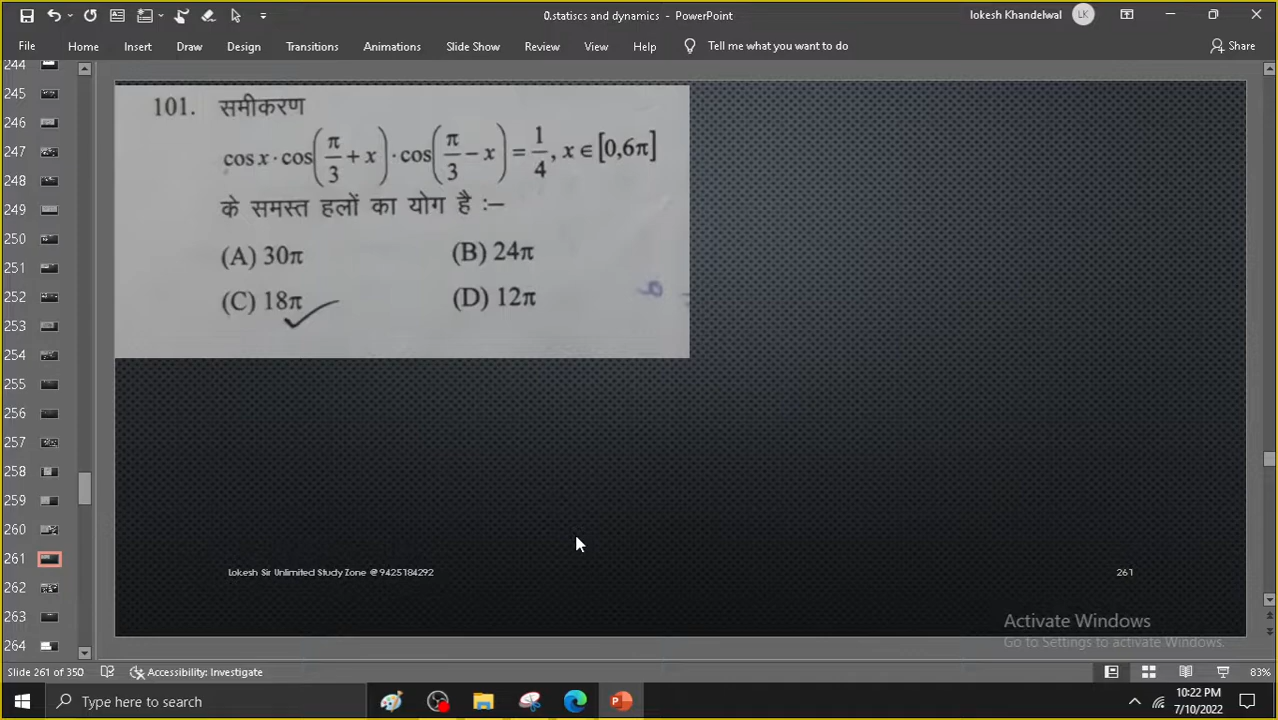 0.statiscs and dynamics - PowerPoint
lokesh Khandelwal
LK
File Home Insert Draw Design Transitions Animations Slide Show Review View Help Tell me what you want to do Share
244
245
246
247
248
249
250
251
252
253
254
255
256
257
258
259
260
261
262
263
264
101. समीकरण
cos x · cos(π/3 + x) · cos(π/3 − x) = 1/4, x ∈ [0,6π]
के समस्त हलों का योग है :–
(A) 30π (B) 24π
(C) 18π (D) 12π
Lokesh Sir Unlimited Study Zone @ 9425184292
261
Activate Windows
Go to Settings to activate Windows.
Slide 261 of 350 Accessibility: Investigate 83%
Type here to search
10:22 PM
7/10/2022